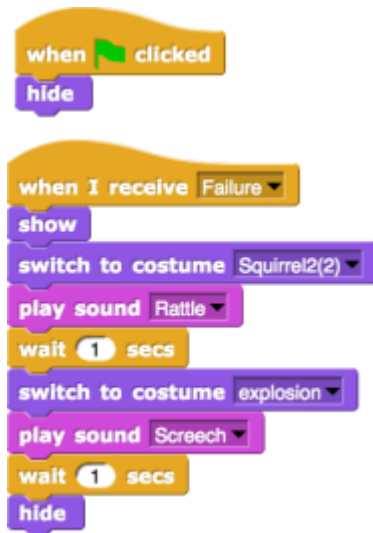 when clicked
hide
when I receive Failure
show
switch to costume Squirrel2(2)
play sound Rattle
wait 1 secs
switch to costume explosion
play sound Screech
wait 1 secs
hide